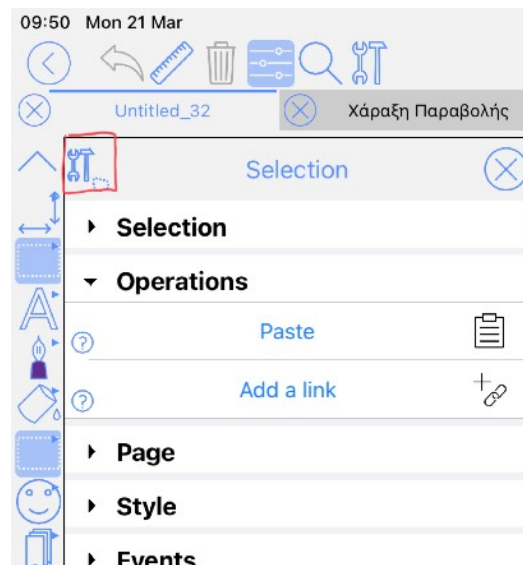 09:50 Mon 21 Mar
Untitled_32 Χάραξη Παραβολής
Selection
Selection
Operations
Paste
Add a link
Page
Style
Events